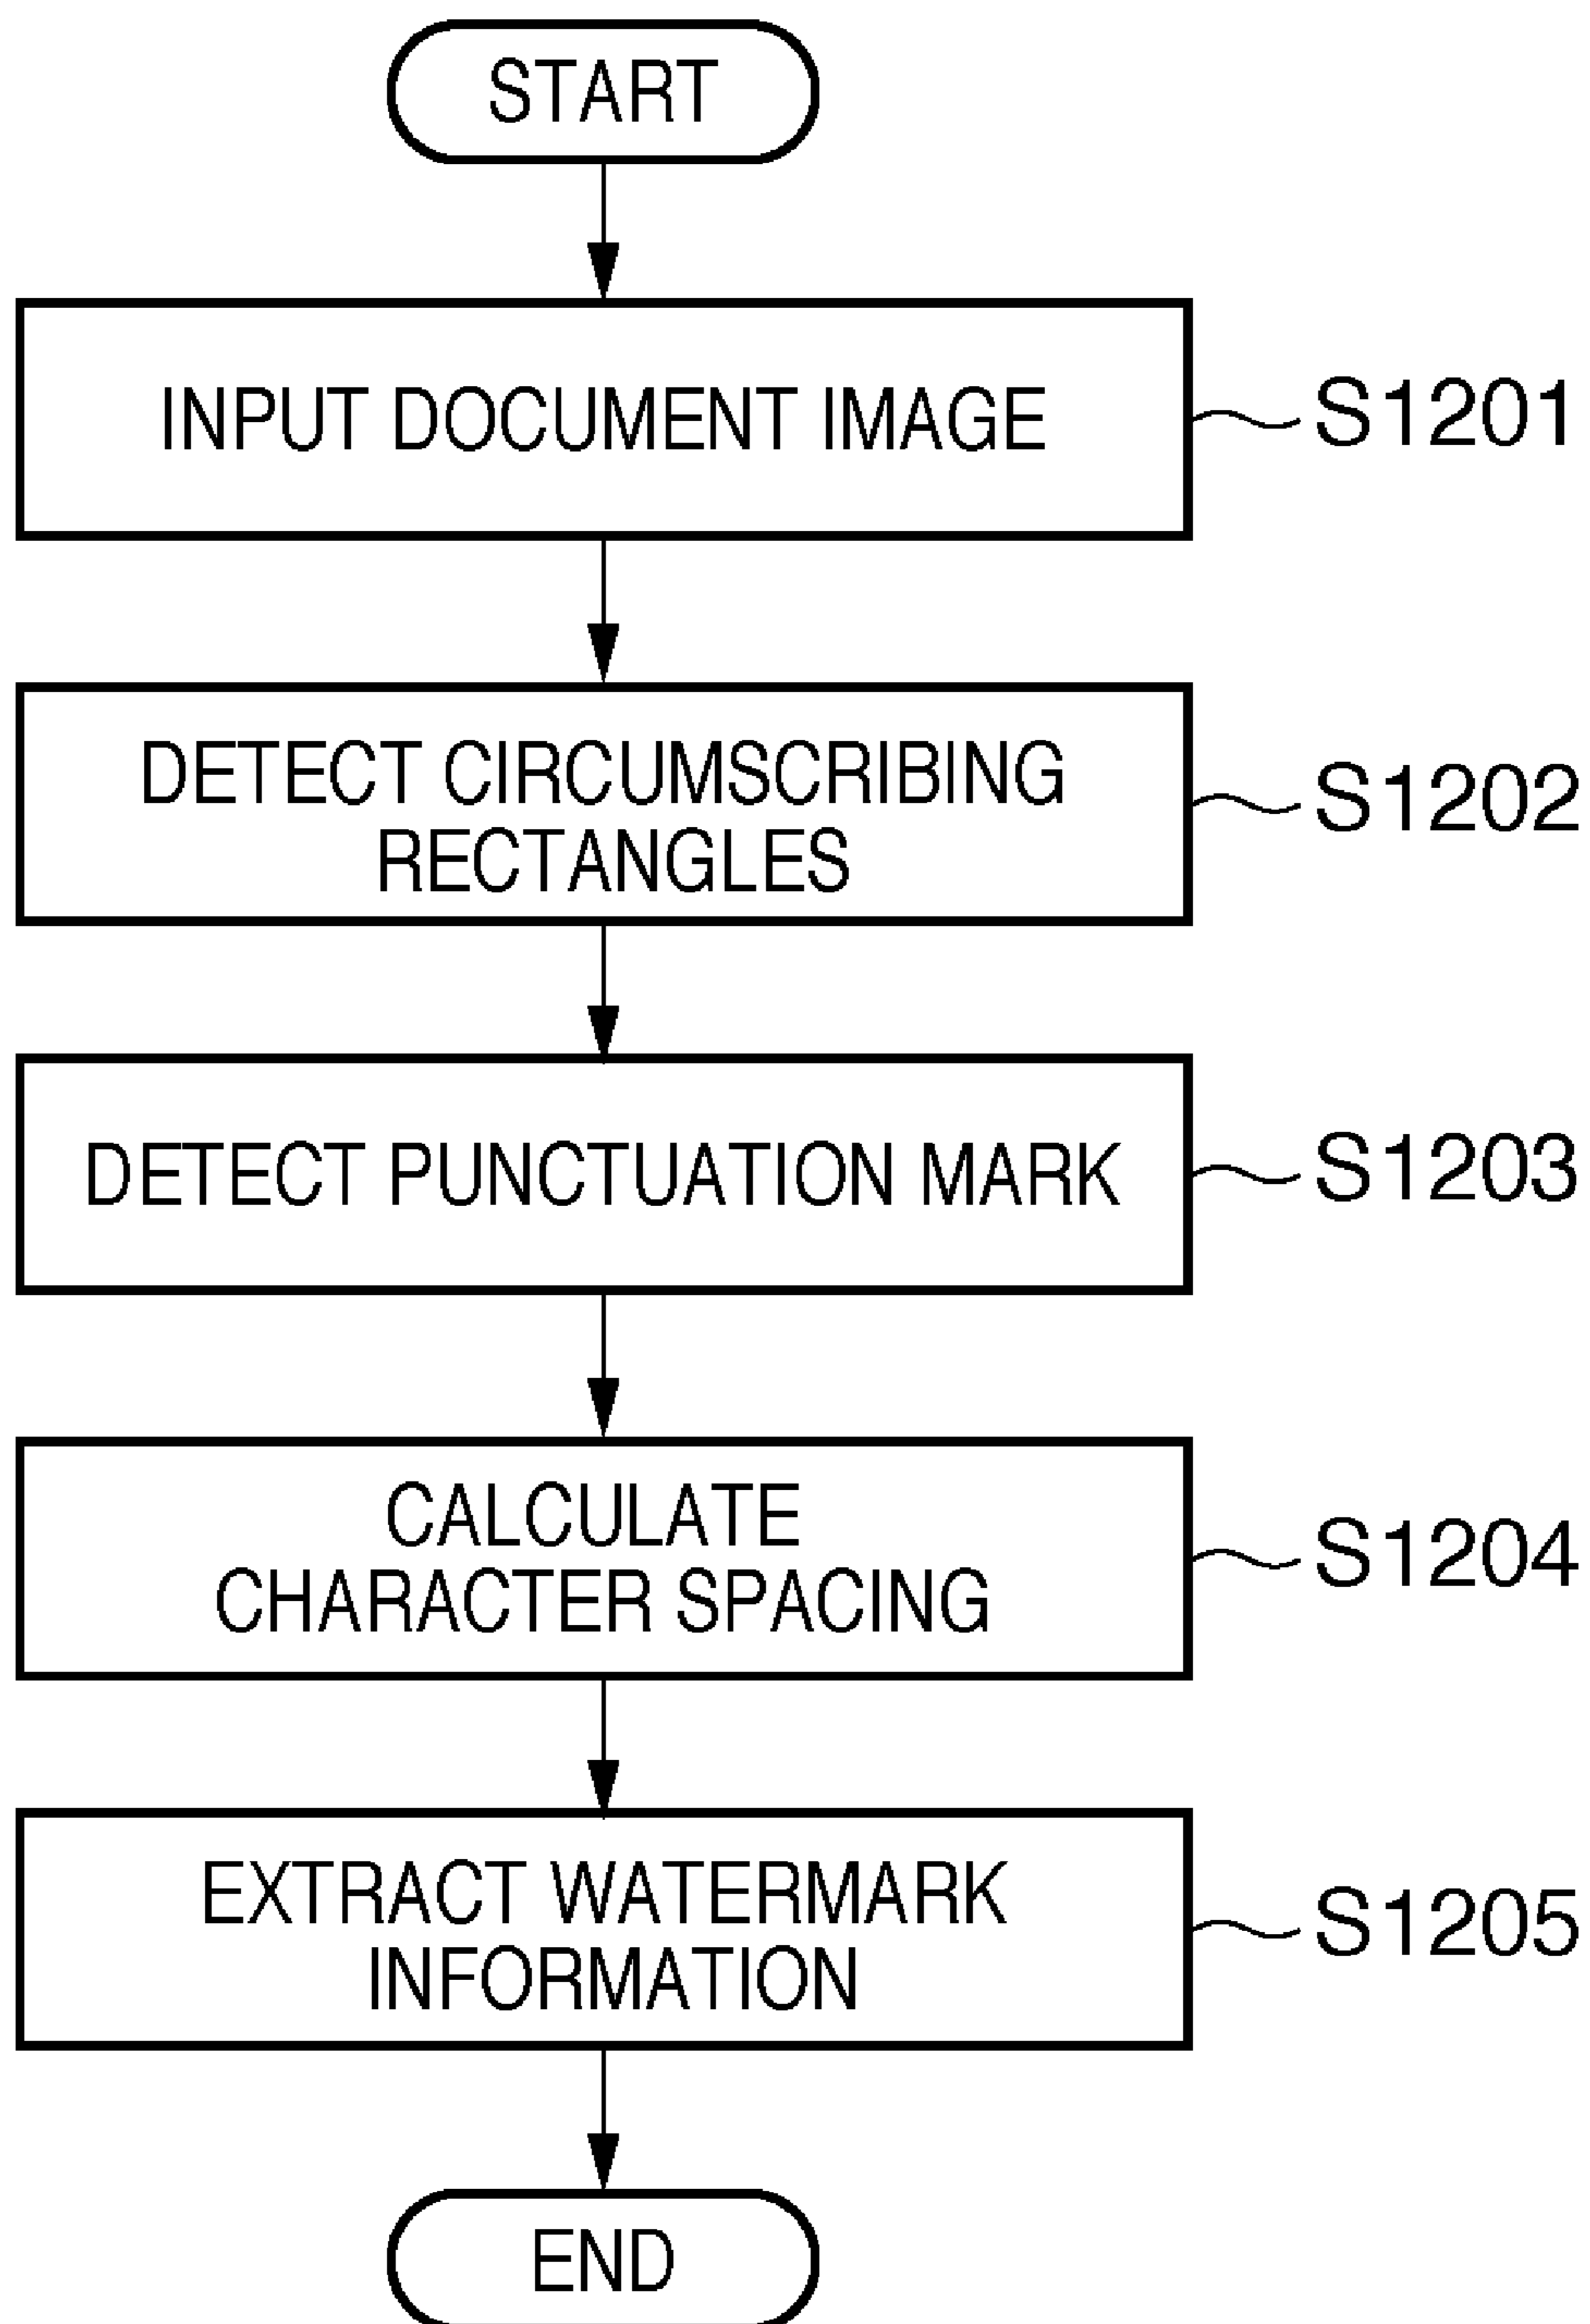 START
INPUT DOCUMENT IMAGE
S1201
DETECT CIRCUMSCRIBING
RECTANGLES
S1202
DETECT PUNCTUATION MARK
S1203
CALCULATE
CHARACTER SPACING
S1204
EXTRACT WATERMARK
INFORMATION
S1205
END